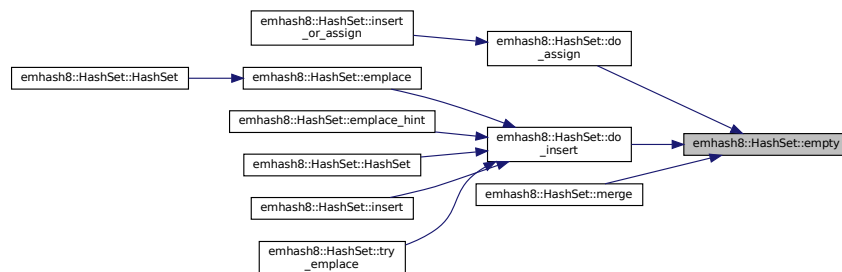 emhash8::HashSet::insert
_or_assign
emhash8::HashSet::do
_assign
emhash8::HashSet::HashSet
emhash8::HashSet::emplace
emhash8::HashSet::emplace_hint
emhash8::HashSet::do
_insert
emhash8::HashSet::empty
emhash8::HashSet::HashSet
emhash8::HashSet::merge
emhash8::HashSet::insert
emhash8::HashSet::try
_emplace